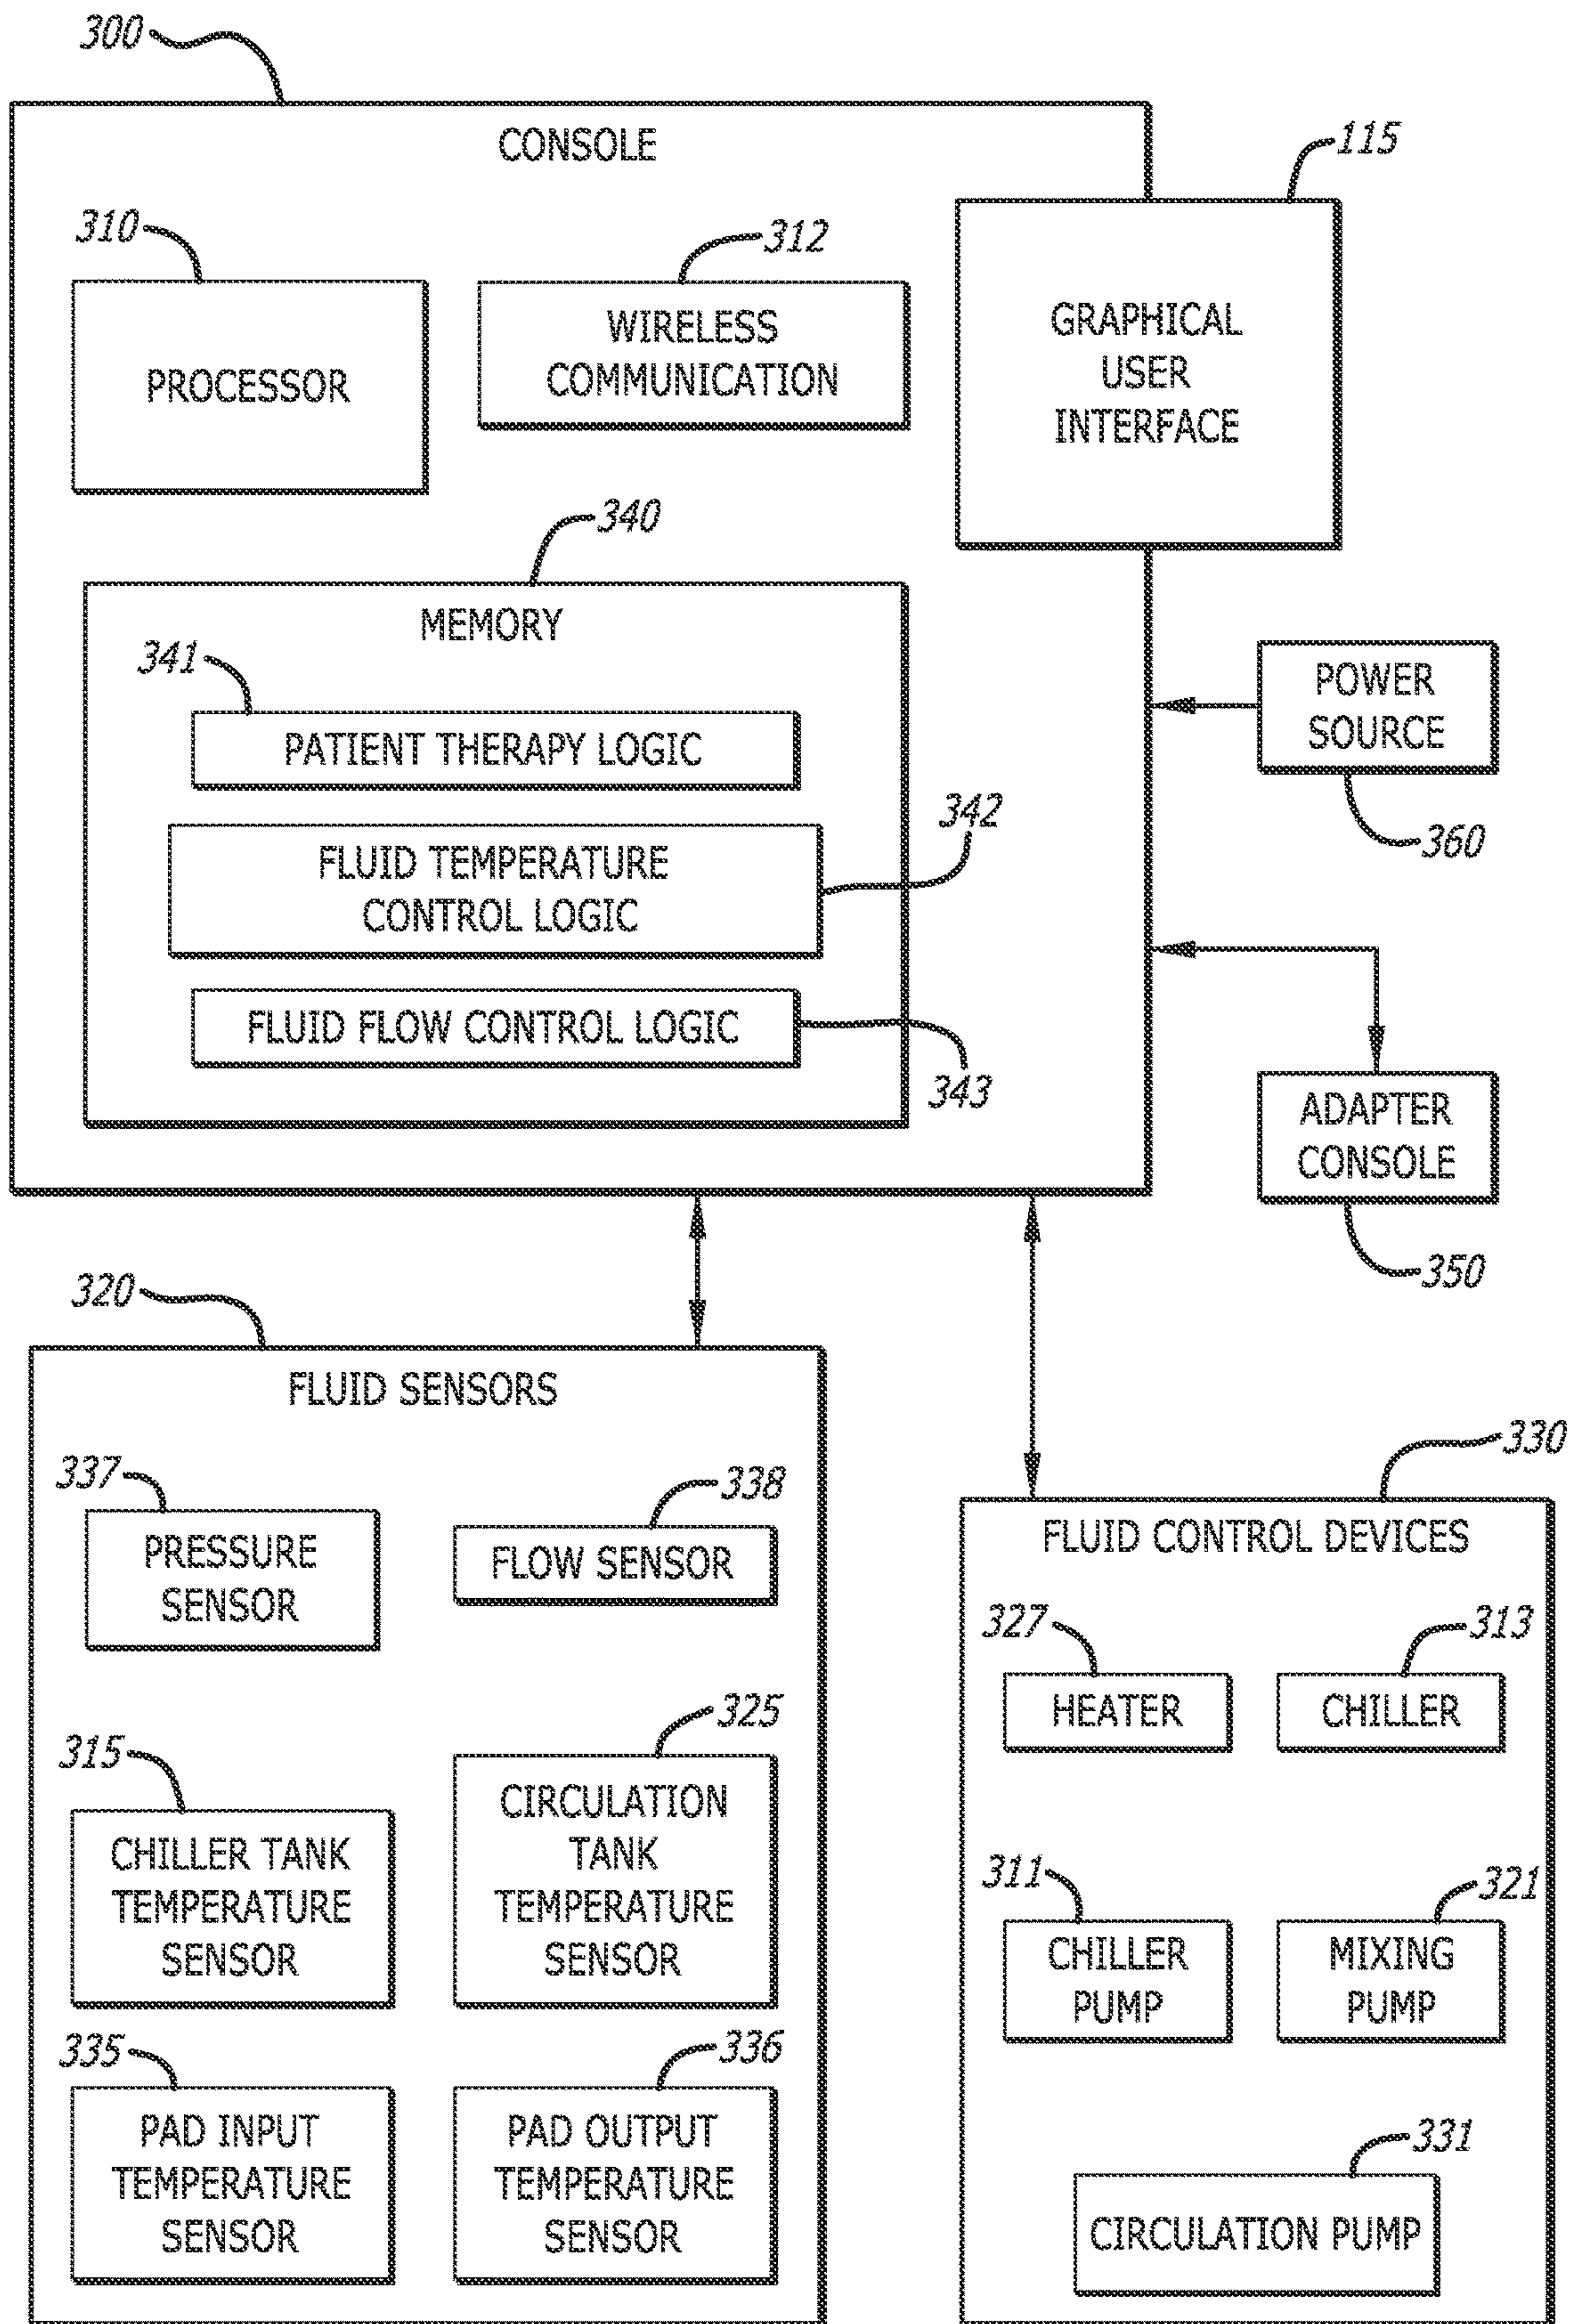 300
CONSOLE
115
310
312
PROCESSOR
WIRELESS
COMMUNICATION
GRAPHICAL
USER
INTERFACE
340
MEMORY
341
PATIENT THERAPY LOGIC
342
FLUID TEMPERATURE
CONTROL LOGIC
FLUID FLOW CONTROL LOGIC
343
POWER
SOURCE
360
ADAPTER
CONSOLE
350
320
FLUID SENSORS
337
PRESSURE
SENSOR
338
FLOW SENSOR
315
CHILLER TANK
TEMPERATURE
SENSOR
325
CIRCULATION
TANK
TEMPERATURE
SENSOR
335
PAD INPUT
TEMPERATURE
SENSOR
336
PAD OUTPUT
TEMPERATURE
SENSOR
330
FLUID CONTROL DEVICES
327
HEATER
313
CHILLER
311
CHILLER
PUMP
321
MIXING
PUMP
331
CIRCULATION PUMP